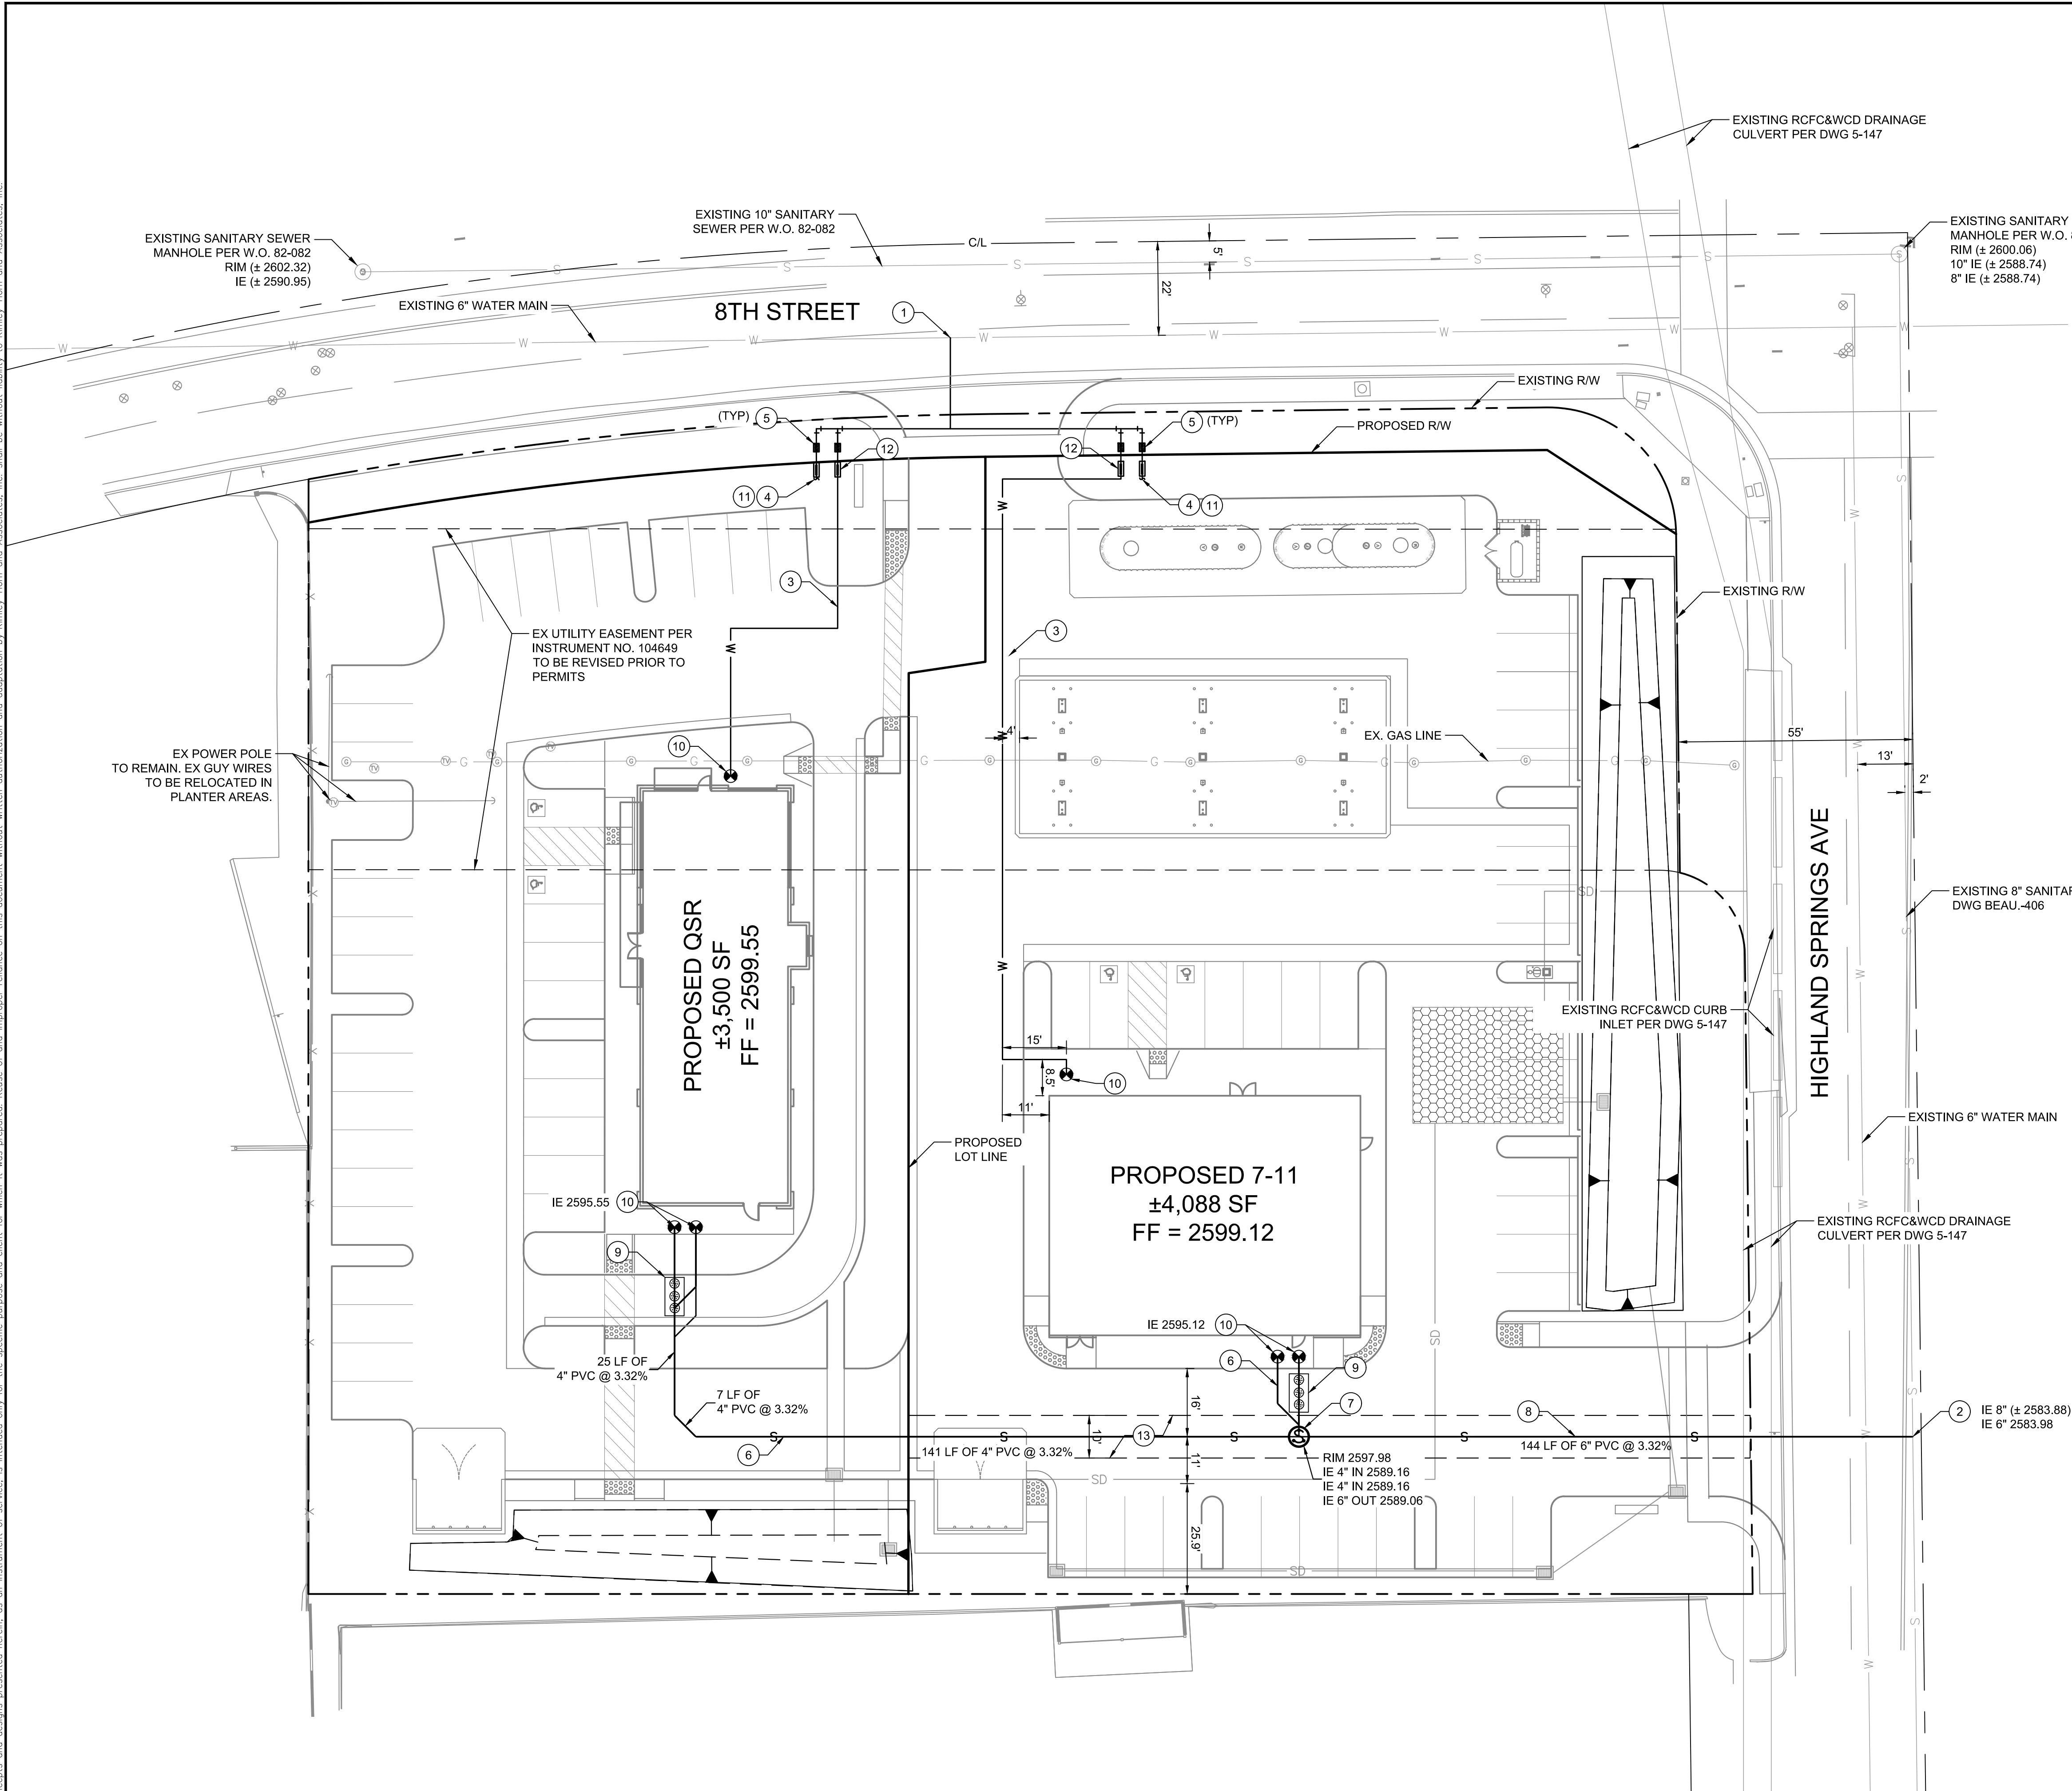 EXISTING RCFC&WCD DRAINAGE
CULVERT PER DWG 5-147
EXISTING 10" SANITARY
SEWER PER W.O. 82-082
EXISTING SANITARY SEWER
MANHOLE PER W.O. 82-082
RIM (± 2602.32)
IE (± 2590.95)
EXISTING SANITARY
MANHOLE PER W.O.
RIM (± 2600.06)
10" IE (± 2588.74)
8" IE (± 2588.74)
C/L
5'
22'
EXISTING 6" WATER MAIN
8TH STREET
1
EXISTING R/W
(TYP) 5
5 (TYP)
PROPOSED R/W
12
12
11 4
4 11
3
EXISTING R/W
EX UTILITY EASEMENT PER
INSTRUMENT NO. 104649
TO BE REVISED PRIOR TO
PERMITS
3
EX POWER POLE
TO REMAIN. EX GUY WIRES
TO BE RELOCATED IN
PLANTER AREAS.
10
4'
EX. GAS LINE
55'
13'
2'
PROPOSED QSR
±3,500 SF
FF = 2599.55
HIGHLAND SPRINGS AVE
EXISTING 8" SANITAR
DWG BEAU.-406
EXISTING RCFC&WCD CURB
INLET PER DWG 5-147
15'
8.5'
10
11'
EXISTING 6" WATER MAIN
PROPOSED
LOT LINE
PROPOSED 7-11
±4,088 SF
FF = 2599.12
IE 2595.55 10
EXISTING RCFC&WCD DRAINAGE
CULVERT PER DWG 5-147
9
IE 2595.12 10
6
9
25 LF OF
4" PVC @ 3.32%
7 LF OF
4" PVC @ 3.32%
16'
7
8
2 IE 8" (± 2583.88)
IE 6" 2583.98
10'
13
6
141 LF OF 4" PVC @ 3.32%
144 LF OF 6" PVC @ 3.32%
11'
RIM 2597.98
IE 4" IN 2589.16
IE 4" IN 2589.16
IE 6" OUT 2589.06
SD
25.9'
SD
SD
SD